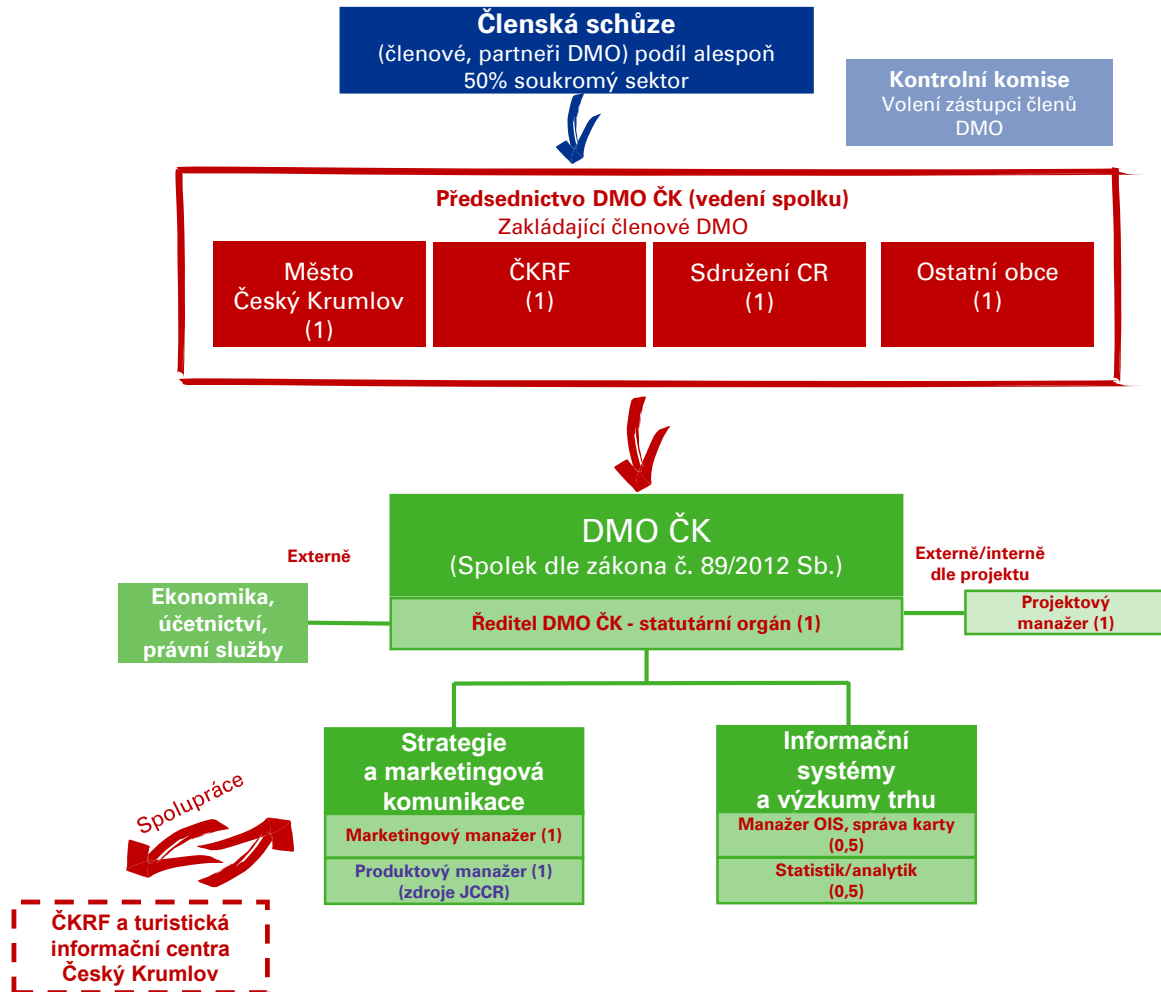 Členská schůze
(členové, partneři DMO) podíl alespoň
50% soukromý sektor
Kontrolní komise
Volení zástupci členů
DMO
Předsednictvo DMO ČK (vedení spolku)
Zakládající členové DMO
Město
Český Krumlov
(1)
ČKRF
(1)
Sdružení CR
(1)
Ostatní obce
(1)
DMO ČK
(Spolek dle zákona č. 89/2012 Sb.)
Ředitel DMO ČK - statutární orgán (1)
Externě
Ekonomika,
účetnictví,
právní služby
Externě/interně
dle projektu
Projektový
manažer (1)
Strategie
a marketingová
komunikace
Marketingový manažer (1)
Produktový manažer (1)
(zdroje JCCR)
Informační
systémy
a výzkumy trhu
Manažer OIS, správa karty
(0,5)
Statistik/analytik
(0,5)
Spolupráce
ČKRF a turistická
informační centra
Český Krumlov